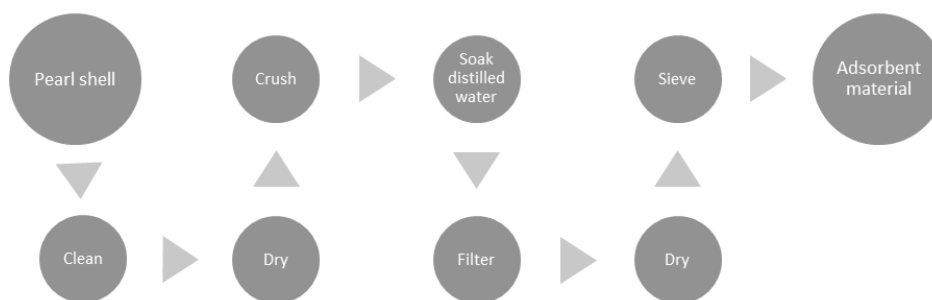 Pearl shell
Clean
Dry
Crush
Soak
distilled
water
Filter
Dry
Sieve
Adsorbent
material